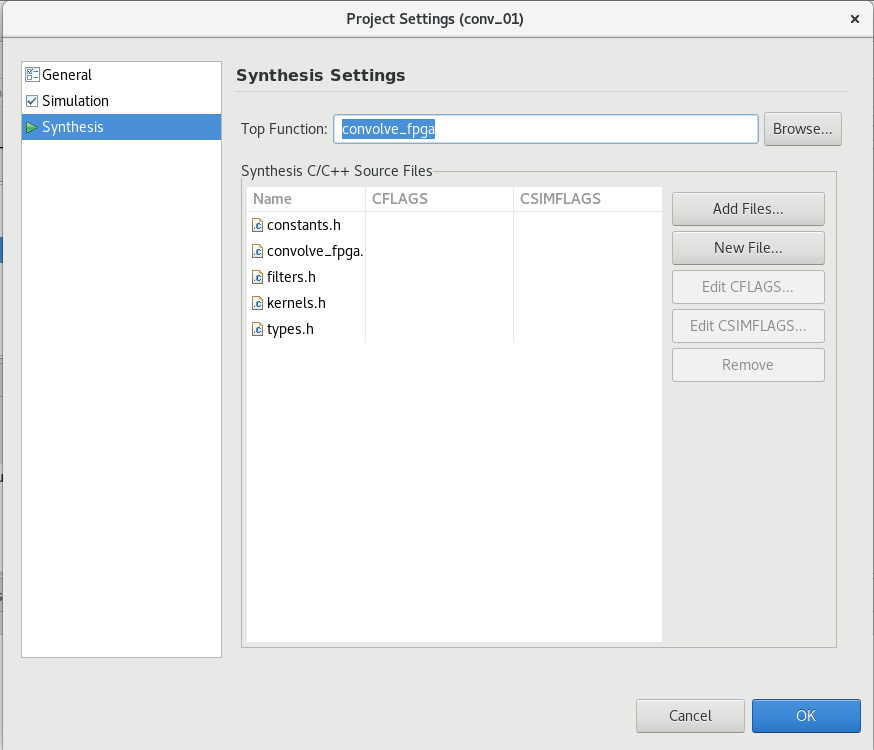 Project Settings (conv_01)
General
Simulation
Synthesis
Synthesis Settings
Top Function: convolve_fpga Browse...
Synthesis C/C++ Source Files
Name CFLAGS CSIMFLAGS
constants.h
convolve_fpga.
filters.h
kernels.h
types.h
Add Files...
New File...
Edit CFLAGS...
Edit CSIMFLAGS...
Remove
Cancel OK